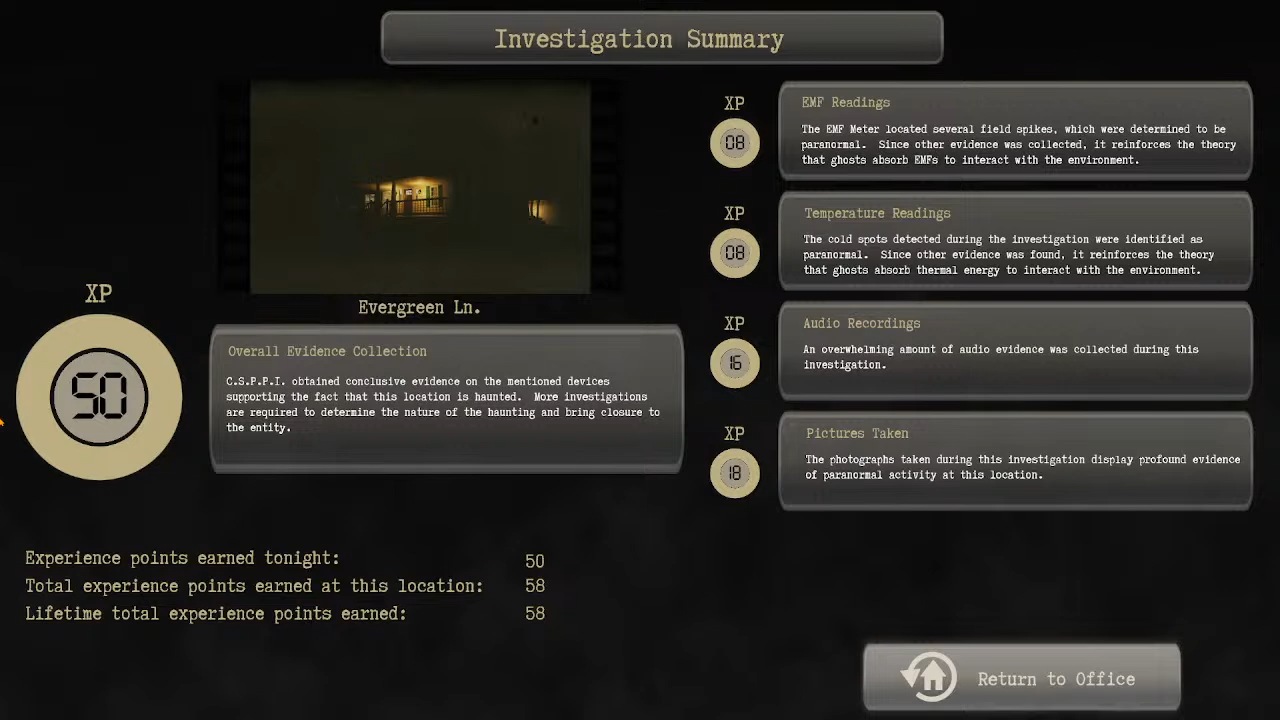 Investigation Summary
Evergreen Ln.
XP
50
Overall Evidence Collection
C.S.P.P.I. obtained conclusive evidence on the mentioned devices
supporting the fact that this location is haunted.  More investigations
are required to determine the nature of the haunting and bring closure to
the entity.
XP
08
EMF Readings
The EMF Meter located several field spikes, which were determined to be
paranormal.  Since other evidence was collected, it reinforces the theory
that ghosts absorb EMFs to interact with the environment.
XP
08
Temperature Readings
The cold spots detected during the investigation were identified as
paranormal.  Since other evidence was found, it reinforces the theory
that ghosts absorb thermal energy to interact with the environment.
XP
16
Audio Recordings
An overwhelming amount of audio evidence was collected during this
investigation.
XP
18
Pictures Taken
The photographs taken during this investigation display profound evidence
of paranormal activity at this location.
Experience points earned tonight: 50
Total experience points earned at this location: 58
Lifetime total experience points earned: 58
Return to Office